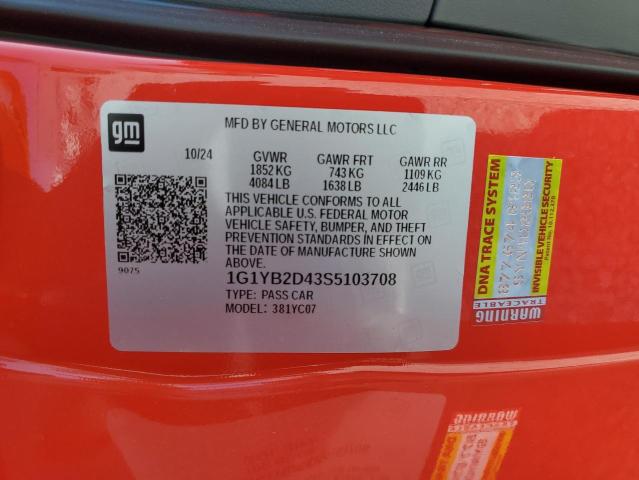 gm
MFD BY GENERAL MOTORS LLC
10/24 GVWR GAWR FRT GAWR RR
1852 KG 743 KG 1109 KG
4084 LB 1638 LB 2446 LB
THIS VEHICLE CONFORMS TO ALL
APPLICABLE U.S. FEDERAL MOTOR
VEHICLE SAFETY, BUMPER, AND THEFT
PREVENTION STANDARDS IN EFFECT ON
THE DATE OF MANUFACTURE SHOWN
ABOVE.
9075
1G1YB2D43S5103708
TYPE: PASS CAR
MODEL: 381YC07
DNA TRACE SYSTEM
INVISIBLE VEHICLE SECURITY
WARNING
TRACEABLE
WARNING
TRACEABLE